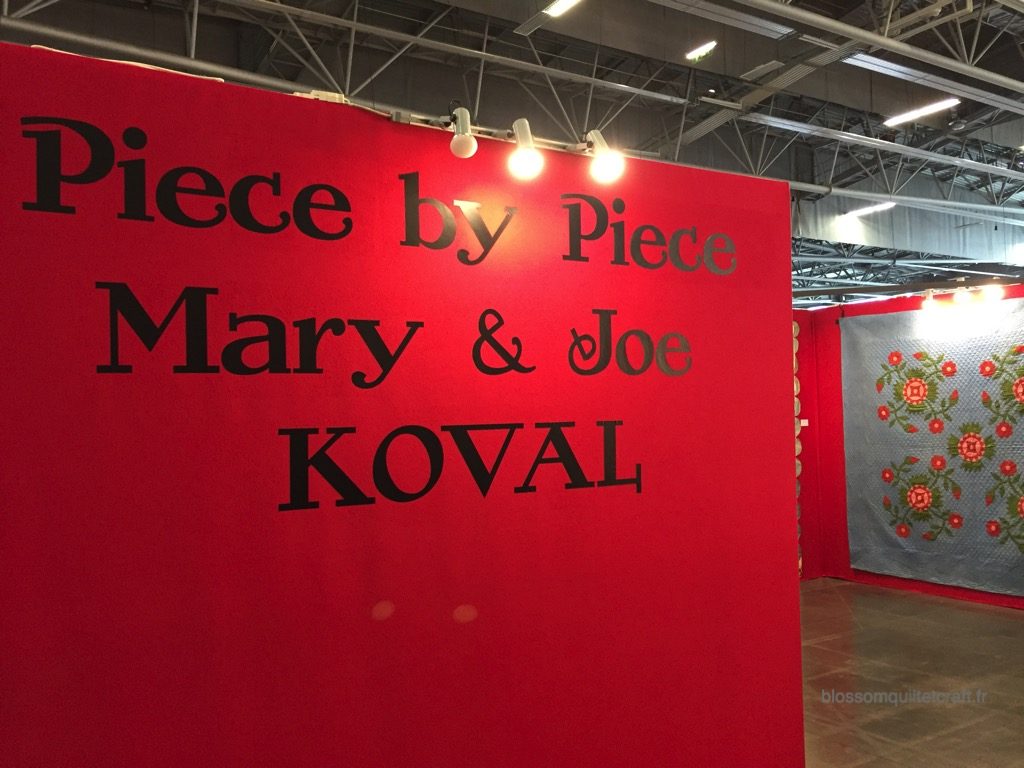 Piece by Piece
Mary & Joe
KOVAL
blossomquiltetcraft.fr